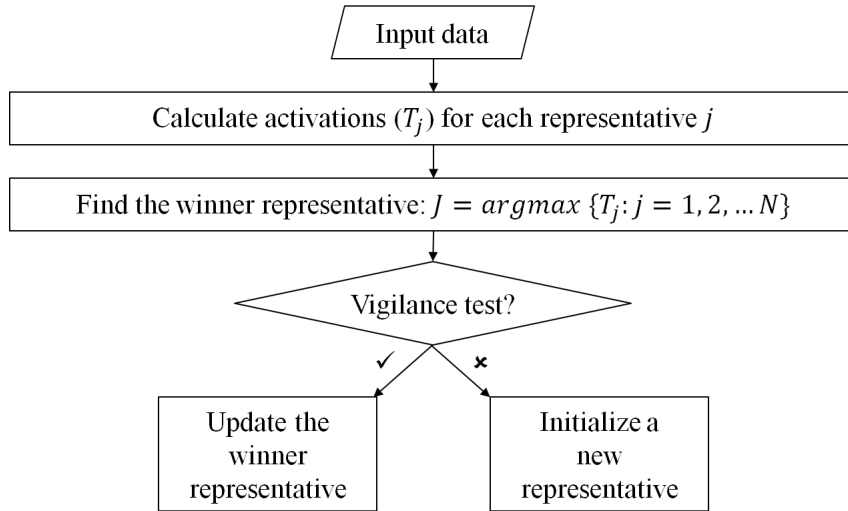 Input data
Calculate activations (T_j) for each representative j
Find the winner representative: J = argmax {T_j: j = 1, 2, … N}
Vigilance test?
✓ ✘
Update the
winner
representative
Initialize a
new
representative